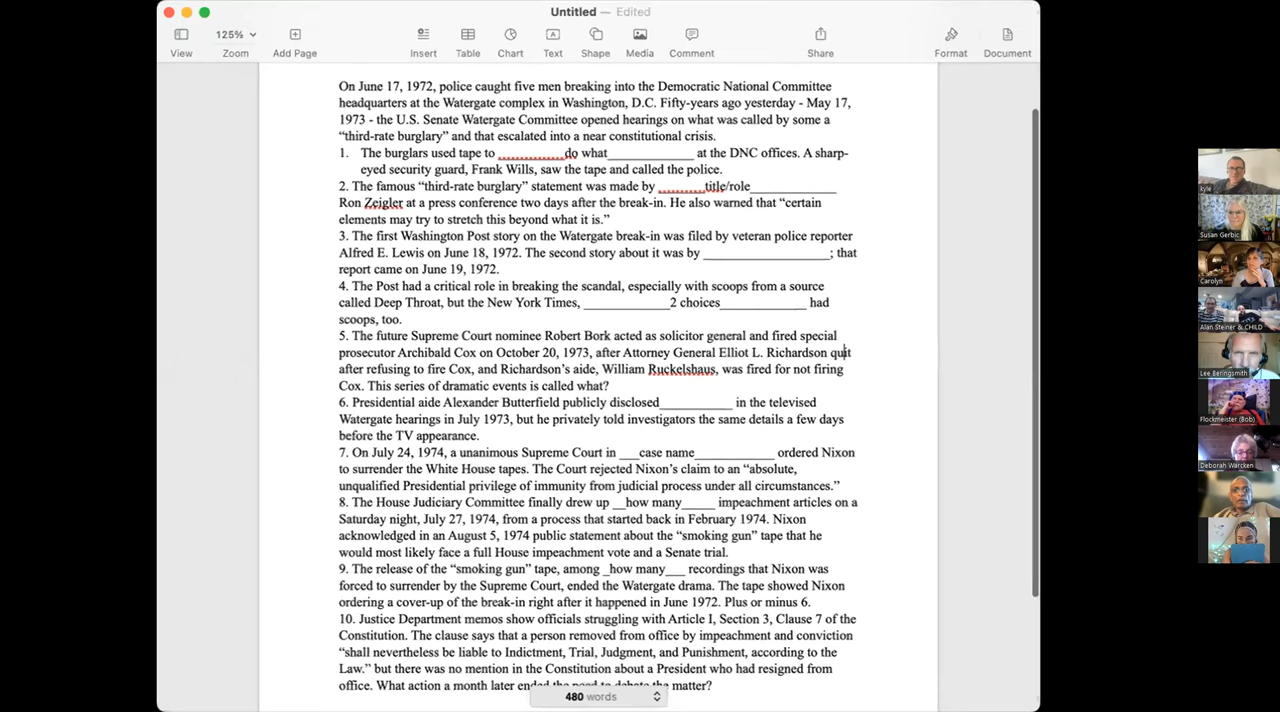 Untitled — Edited
125%
View Zoom Add Page Insert Table Chart Text Shape Media Comment Share Format Document
On June 17, 1972, police caught five men breaking into the Democratic National Committee
headquarters at the Watergate complex in Washington, D.C. Fifty-years ago yesterday - May 17,
1973 - the U.S. Senate Watergate Committee opened hearings on what was called by some a
“third-rate burglary” and that escalated into a near constitutional crisis.
1. The burglars used tape to ____________do what______________ at the DNC offices. A sharp-
eyed security guard, Frank Wills, saw the tape and called the police.
2. The famous “third-rate burglary” statement was made by ________title/role______________
Ron Zeigler at a press conference two days after the break-in. He also warned that “certain
elements may try to stretch this beyond what it is.”
3. The first Washington Post story on the Watergate break-in was filed by veteran police reporter
Alfred E. Lewis on June 18, 1972. The second story about it was by ____________________; that
report came on June 19, 1972.
4. The Post had a critical role in breaking the scandal, especially with scoops from a source
called Deep Throat, but the New York Times, ______________2 choices______________ had
scoops, too.
5. The future Supreme Court nominee Robert Bork acted as solicitor general and fired special
prosecutor Archibald Cox on October 20, 1973, after Attorney General Elliot L. Richardson quit
after refusing to fire Cox, and Richardson’s aide, William Ruckelshaus, was fired for not firing
Cox. This series of dramatic events is called what?
6. Presidential aide Alexander Butterfield publicly disclosed____________ in the televised
Watergate hearings in July 1973, but he privately told investigators the same details a few days
before the TV appearance.
7. On July 24, 1974, a unanimous Supreme Court in ___case name_____________ ordered Nixon
to surrender the White House tapes. The Court rejected Nixon’s claim to an “absolute,
unqualified Presidential privilege of immunity from judicial process under all circumstances.”
8. The House Judiciary Committee finally drew up __how many_____ impeachment articles on a
Saturday night, July 27, 1974, from a process that started back in February 1974. Nixon
acknowledged in an August 5, 1974 public statement about the “smoking gun” tape that he
would most likely face a full House impeachment vote and a Senate trial.
9. The release of the “smoking gun” tape, among _how many___ recordings that Nixon was
forced to surrender by the Supreme Court, ended the Watergate drama. The tape showed Nixon
ordering a cover-up of the break-in right after it happened in June 1972. Plus or minus 6.
10. Justice Department memos show officials struggling with Article I, Section 3, Clause 7 of the
Constitution. The clause says that a person removed from office by impeachment and conviction
“shall nevertheless be liable to Indictment, Trial, Judgment, and Punishment, according to the
Law.” but there was no mention in the Constitution about a President who had resigned from
office. What action a month later ended the need to debate the matter?
480 words
kyle
Susan Gerbic
Carolyn
Alan Steiner & CHILD
Lee Beringsmith
Flockmeister (Bob)
Deborah Warcken